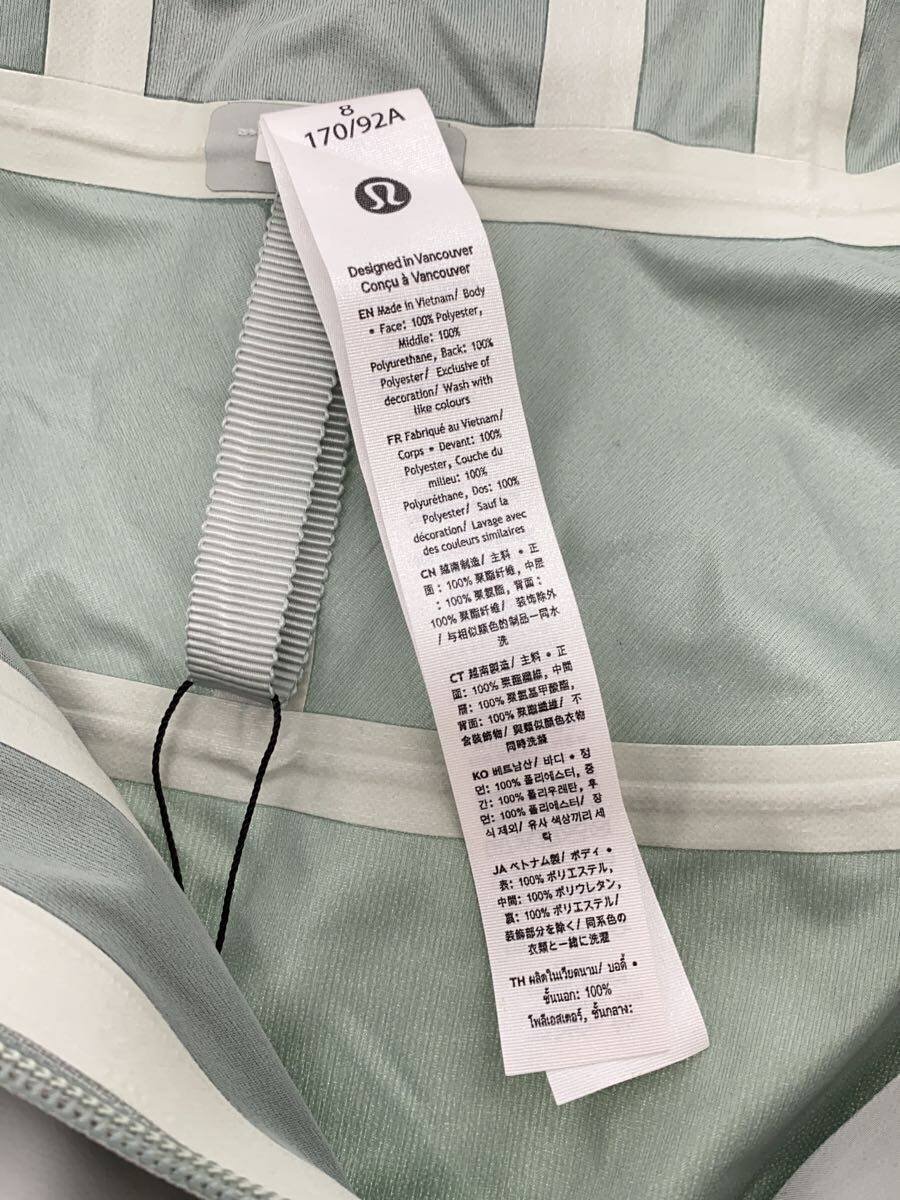 8
170/92A
Designed in Vancouver
Conçu à Vancouver
EN Made in Vietnam/ Body
• Face: 100% Polyester,
Middle: 100%
Polyurethane, Back: 100%
Polyester/ Exclusive of
decoration/ Wash with
like colours
FR Fabriqué au Vietnam/
Corps • Devant: 100%
Polyester, Couche du
milieu: 100%
Polyuréthane, Dos: 100%
Polyester/ Sauf la
décoration/ Lavage avec
des couleurs similaires
CN 越南制造/ 主料 • 正
面: 100% 聚酯纤维, 中层
: 100% 聚氨酯, 背面:
100% 聚酯纤维/ 装饰除外
/ 与相似颜色的制品一同水
洗
CT 越南製造/ 主料 • 正
面: 100% 聚酯纖維, 中間
層: 100% 聚氨基甲酸酯,
背面: 100% 聚酯纖維/ 不
含裝飾物/ 與類似顏色衣物
同時洗滌
KO 베트남산/ 바디 • 정
면: 100% 폴리에스터, 중
간: 100% 폴리우레탄, 후
면: 100% 폴리에스터/ 장
식 제외/ 유사 색상끼리 세
탁
JA ベトナム製/ ボディ •
表: 100% ポリエステル,
中間: 100% ポリウレタン,
裏: 100% ポリエステル/
装飾部分を除く/ 同系色の
衣類と一緒に洗濯
TH ผลิตในเวียดนาม/ บอดี้ •
ชั้นนอก: 100%
โพลีเอสเตอร์, ชั้นกลาง: